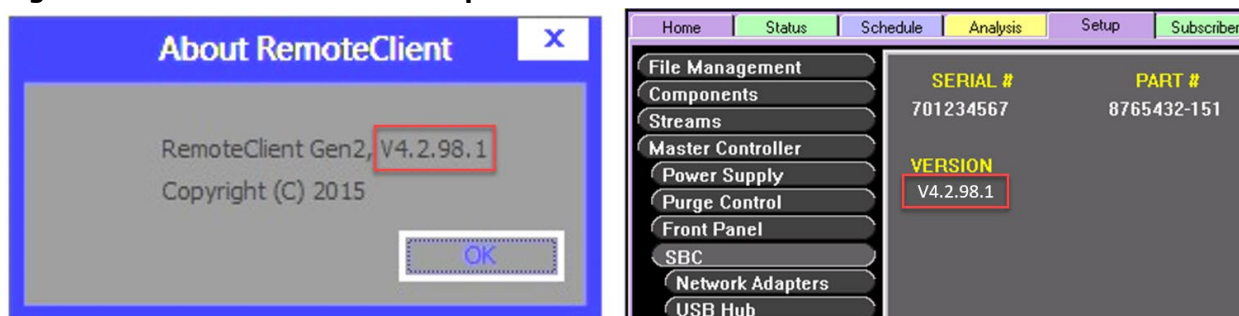 About RemoteClient
X
RemoteClient Gen2, V4.2.98.1
Copyright (C) 2015
OK
Home Status Schedule Analysis Setup Subscriber
File Management
Components
Streams
Master Controller
Power Supply
Purge Control
Front Panel
SBC
Network Adapters
USB Hub
SERIAL # PART #
701234567 8765432-151
VERSION
V4.2.98.1